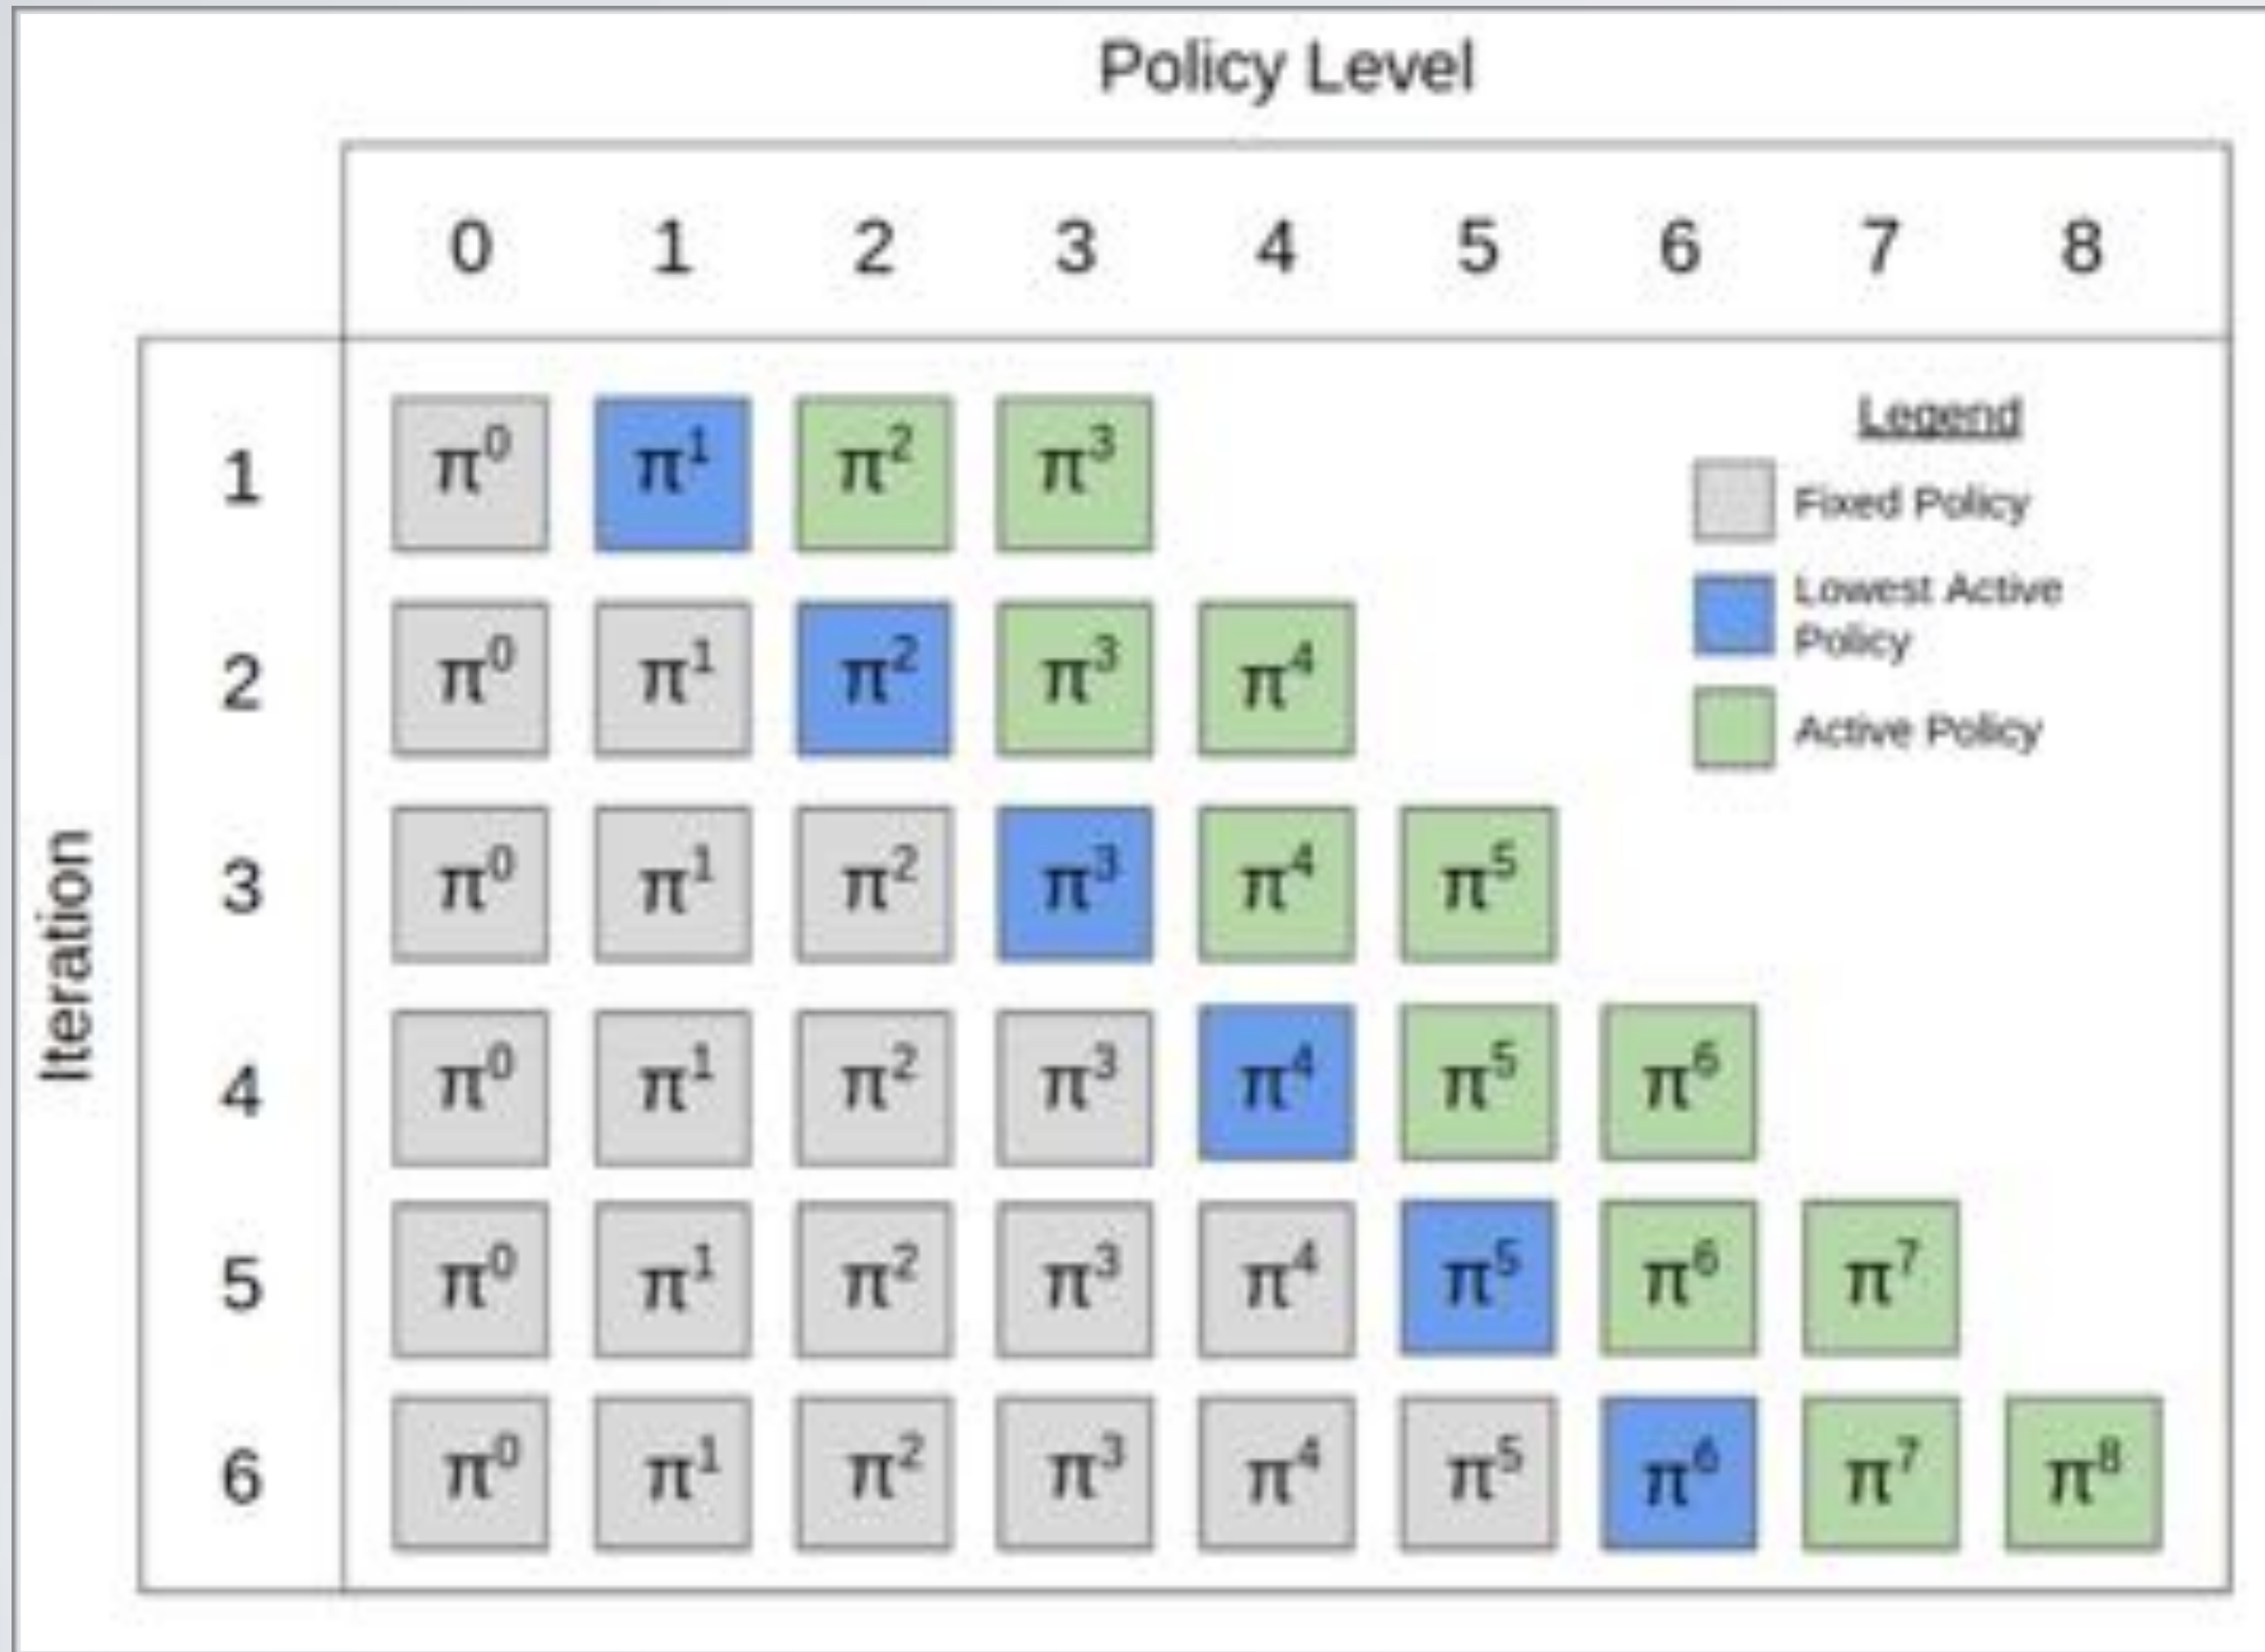 Policy Level
0 1 2 3 4 5 6 7 8
1 π⁰ π¹ π² π³
Legend
Fixed Policy
Lowest Active
Policy
Active Policy
2 π⁰ π¹ π² π³ π⁴
3 π⁰ π¹ π² π³ π⁴ π⁵
4 π⁰ π¹ π² π³ π⁴ π⁵ π⁶
5 π⁰ π¹ π² π³ π⁴ π⁵ π⁶ π⁷
6 π⁰ π¹ π² π³ π⁴ π⁵ π⁶ π⁷ π⁸
Iteration